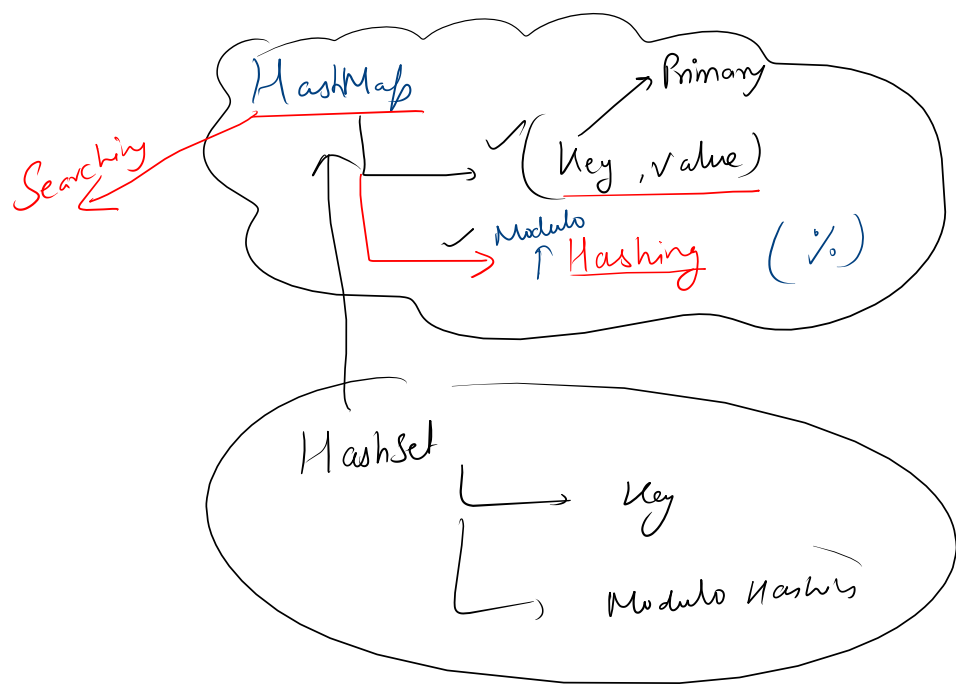 HashMap
Primary
Searching
(Key, value)
Modulo
Hashing (%)
HashSet
Key
Modulo Hashing